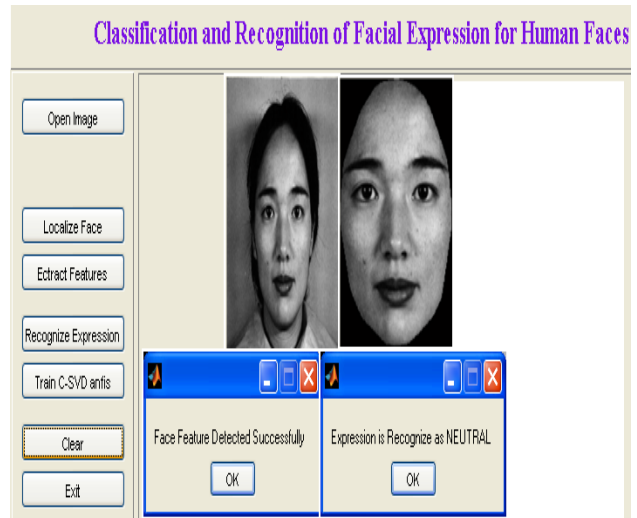 Classification and Recognition of Facial Expression for Human Faces
Open Image
Localize Face
Ectract Features
Recognize Expression
Train C-SVD anfis
Clear
Exit
Face Feature Detected Successfully
OK
Expression is Recognize as NEUTRAL
OK